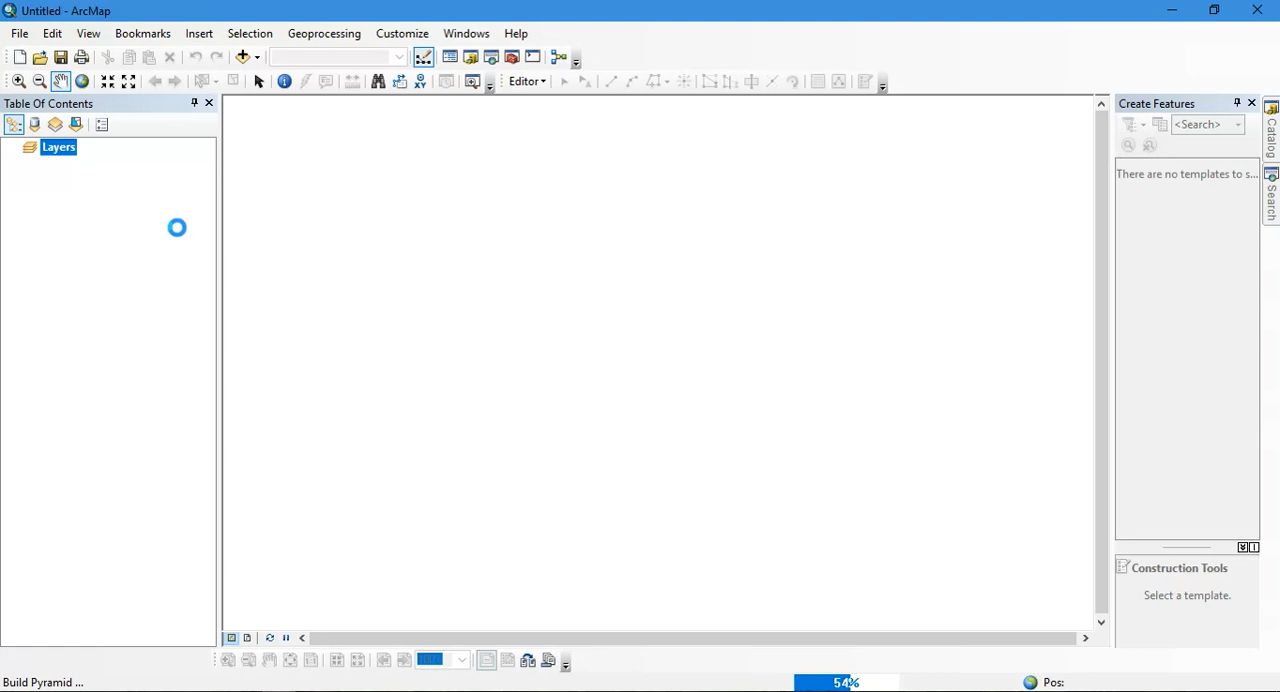 Untitled - ArcMap
File Edit View Bookmarks Insert Selection Geoprocessing Customize Windows Help
Editor
Table Of Contents
Layers
Create Features
<Search>
There are no templates to s...
Catalog
Search
Construction Tools
Select a template.
Build Pyramid ...
54%
Pos: